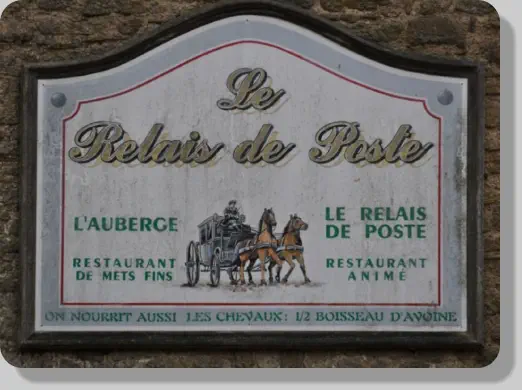 Le
Relais de Poste
L'AUBERGE
RESTAURANT
DE METS FINS
LE RELAIS
DE POSTE
RESTAURANT
ANIMÉ
ON NOURRIT AUSSI LES CHEVAUX: 1/2 BOISSEAU D'AVOINE